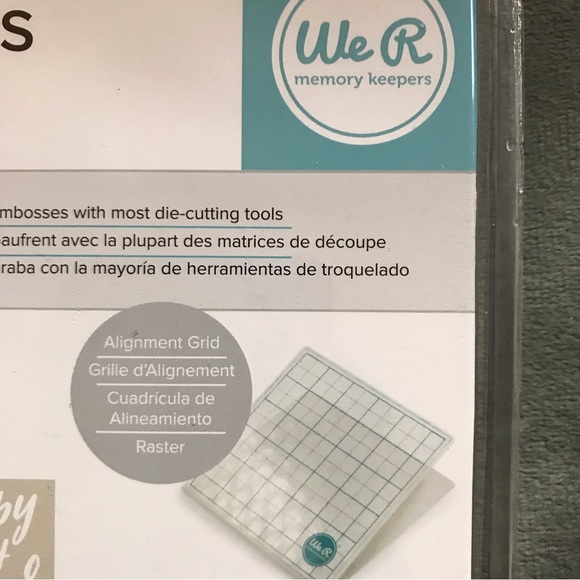 S
We R
memory keepers
mbosses with most die-cutting tools
aufrent avec la plupart des matrices de découpe
raba con la mayoría de herramientas de troquelado
Alignment Grid
Grille d'Alignement
Cuadrícula de
Alineamiento
Raster
We R
by